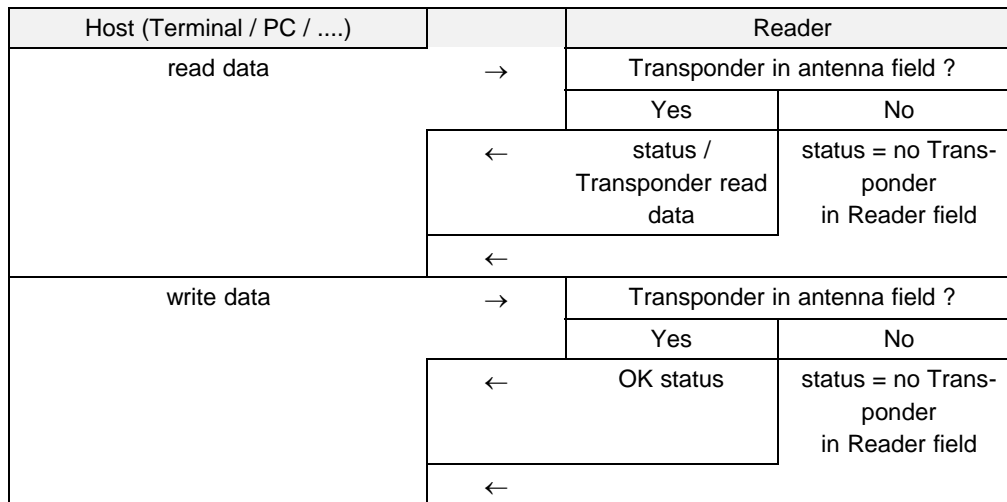 Host (Terminal / PC / ....) Reader
read data → Transponder in antenna field ?
Yes No
← status / status = no Trans-
Transponder read ponder
data in Reader field
←
write data → Transponder in antenna field ?
Yes No
← OK status status = no Trans-
ponder
in Reader field
←